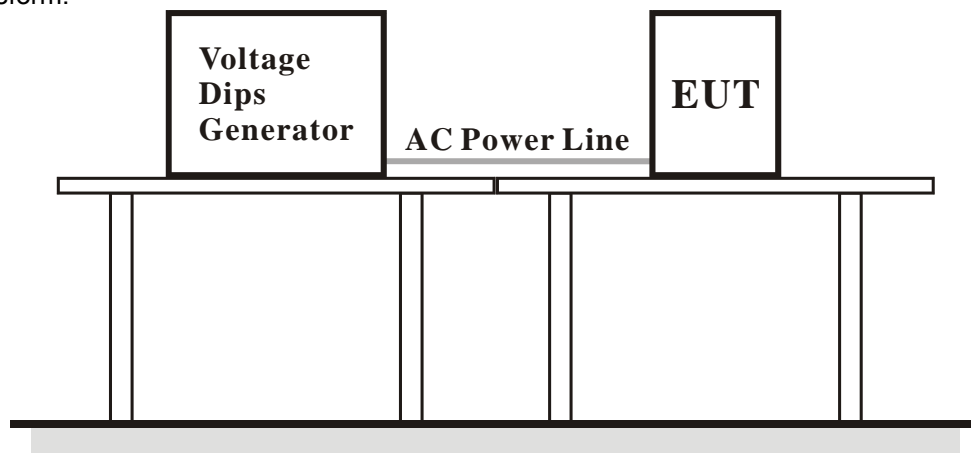 Voltage
Dips
Generator
AC Power Line
EUT